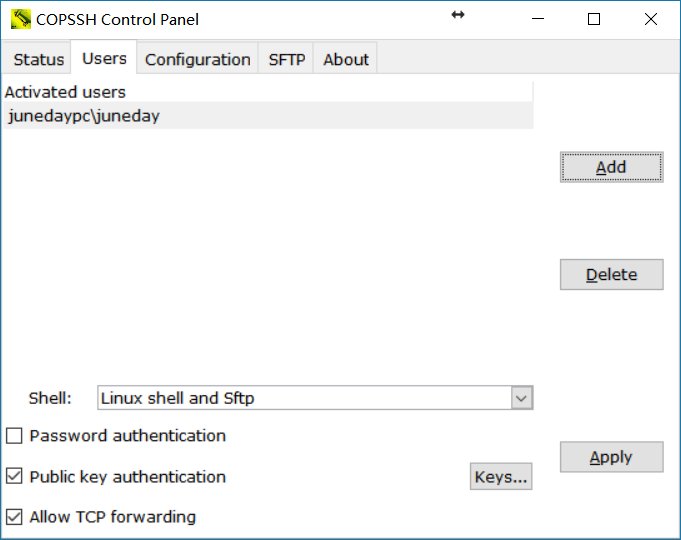 COPSSH Control Panel
Status Users Configuration SFTP About
Activated users
junedaypc\juneday
Add
Delete
Shell: Linux shell and Sftp
Password authentication
Apply
Public key authentication Keys...
Allow TCP forwarding